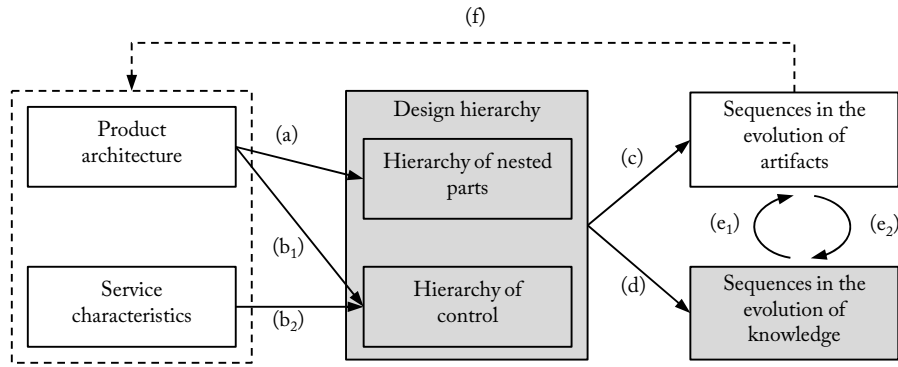 (f)
Product
architecture
(a)
Design hierarchy
Hierarchy of nested
parts
(c)
Sequences in the
evolution of
artifacts
(b₁)
(e₁)
(e₂)
Service
characteristics
(b₂)
Hierarchy of
control
(d)
Sequences in the
evolution of
knowledge